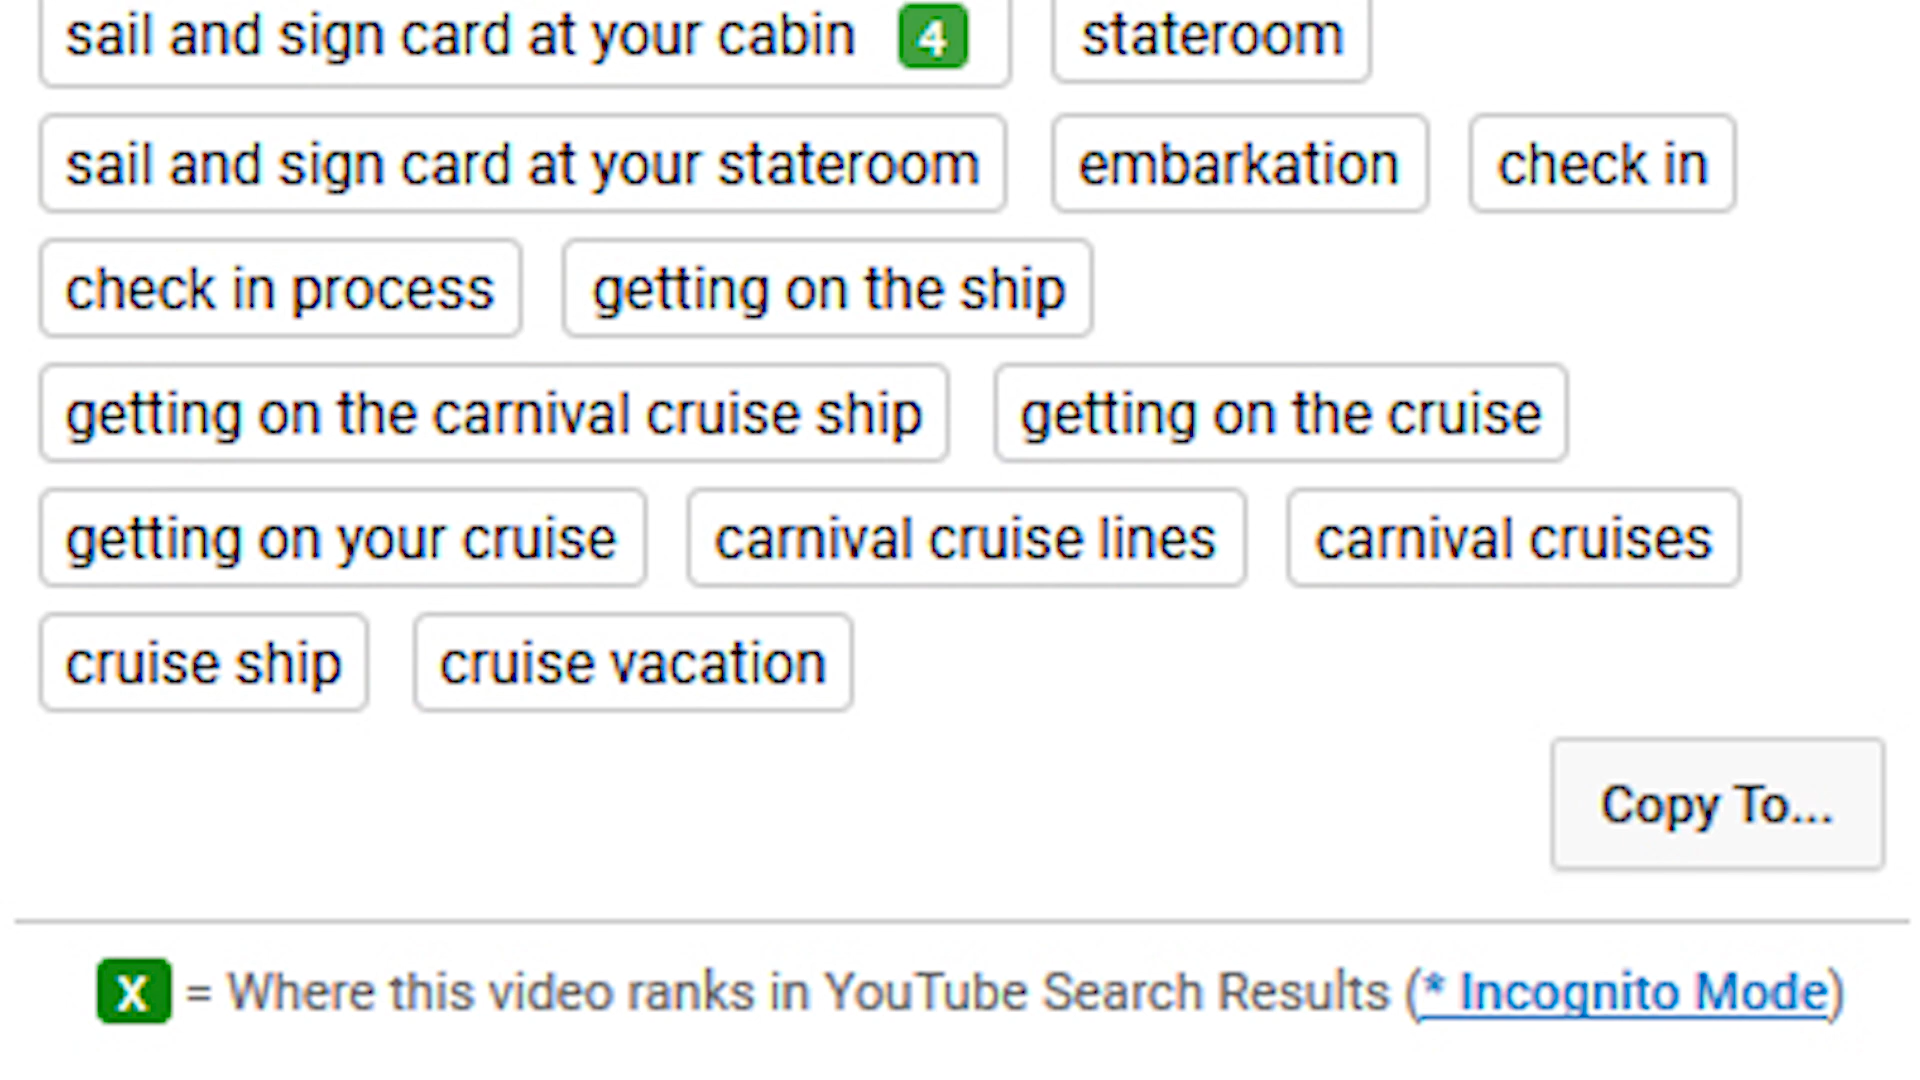 sail and sign card at your cabin 4 stateroom
sail and sign card at your stateroom embarkation check in
check in process getting on the ship
getting on the carnival cruise ship getting on the cruise
getting on your cruise carnival cruise lines carnival cruises
cruise ship cruise vacation
Copy To...
X = Where this video ranks in YouTube Search Results (* Incognito Mode)